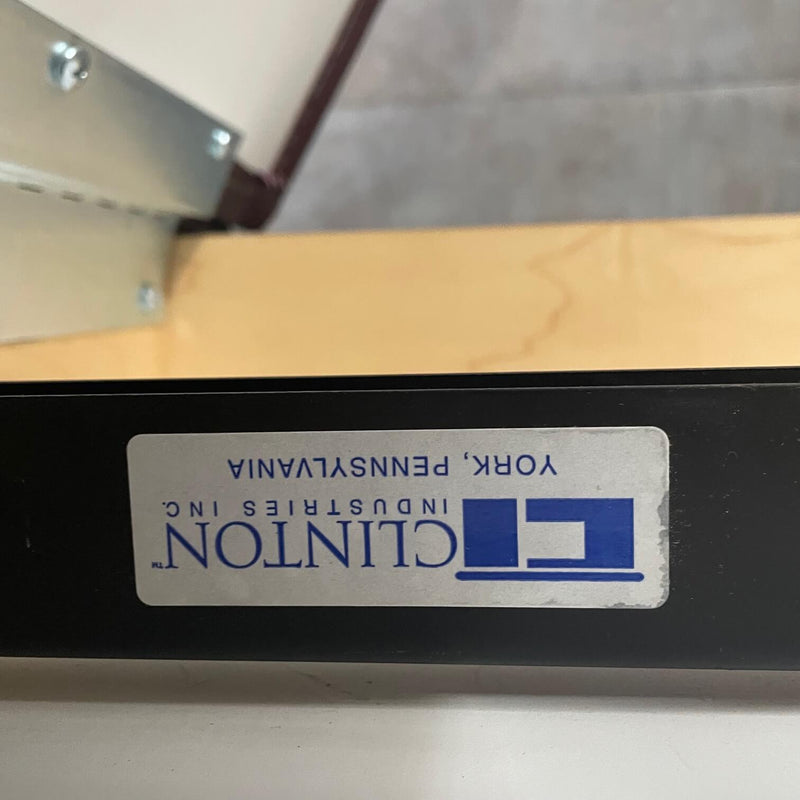 CLINTON™
INDUSTRIES INC.
YORK, PENNSYLVANIA